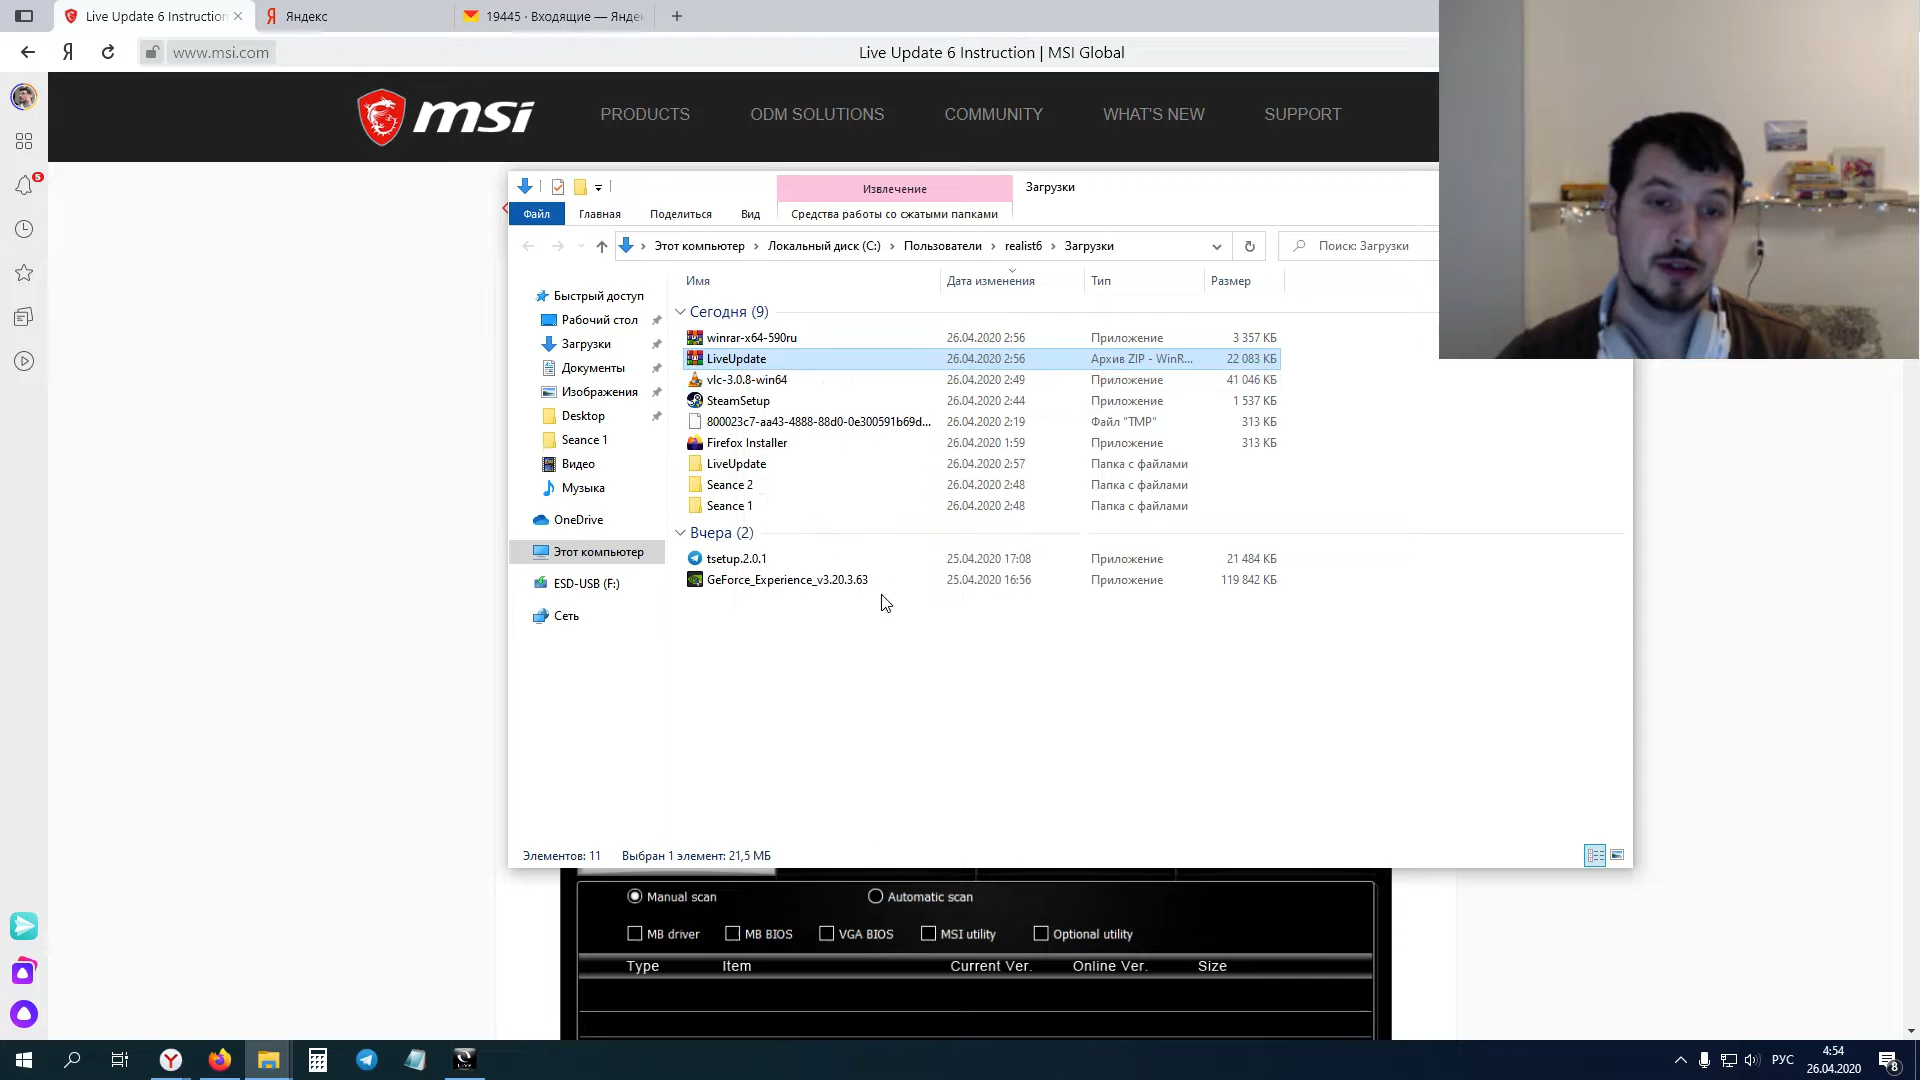 Live Update 6 Instruction
Яндекс
19445 · Входящие — Янде
www.msi.com
Live Update 6 Instruction | MSI Global
5
msi
PRODUCTS
ODM SOLUTIONS
COMMUNITY
WHAT'S NEW
SUPPORT
Извлечение
Загрузки
Файл
Главная
Поделиться
Вид
Средства работы со сжатыми папками
Этот компьютер
Локальный диск (C:)
Пользователи
realist6
Загрузки
Поиск: Загрузки
Имя
Дата изменения
Тип
Размер
Быстрый доступ
Рабочий стол
Загрузки
Документы
Изображения
Desktop
Seance 1
Видео
Музыка
OneDrive
Этот компьютер
ESD-USB (F:)
Сеть
Сегодня (9)
winrar-x64-590ru 26.04.2020 2:56 Приложение 3 357 КБ
LiveUpdate 26.04.2020 2:56 Архив ZIP - WinR... 22 083 КБ
vlc-3.0.8-win64 26.04.2020 2:49 Приложение 41 046 КБ
SteamSetup 26.04.2020 2:44 Приложение 1 537 КБ
800023c7-aa43-4888-88d0-0e300591b69d... 26.04.2020 2:19 Файл "TMP" 313 КБ
Firefox Installer 26.04.2020 1:59 Приложение 313 КБ
LiveUpdate 26.04.2020 2:57 Папка с файлами
Seance 2 26.04.2020 2:48 Папка с файлами
Seance 1 26.04.2020 2:48 Папка с файлами
Вчера (2)
tsetup.2.0.1 25.04.2020 17:08 Приложение 21 484 КБ
GeForce_Experience_v3.20.3.63 25.04.2020 16:56 Приложение 119 842 КБ
Элементов: 11
Выбран 1 элемент: 21,5 МБ
Manual scan
Automatic scan
MB driver
MB BIOS
VGA BIOS
MSI utility
Optional utility
Type Item Current Ver. Online Ver. Size
РУС
4:54
26.04.2020
8